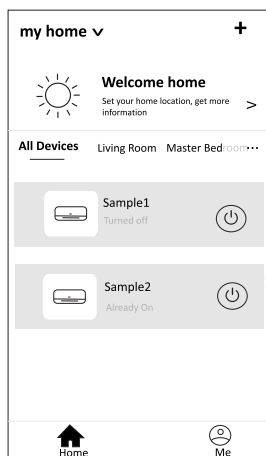 my home
+
Welcome home
Set your home location, get more
information
>
All Devices Living Room Master Bedroom ...
Sample1
Turned off
Sample2
Already On
Home Me